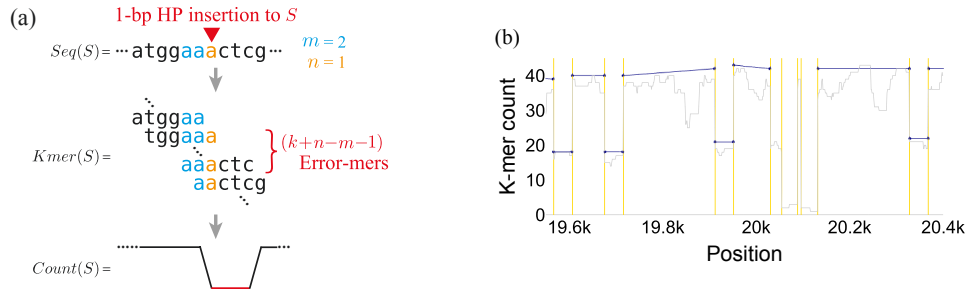 (a)
1-bp HP insertion to S
Seq(S)= ··· atggaaactcg ···
m = 2
n = 1
atggaa
tggaaa
Kmer(S)=
(k+n−m−1)
Error-mers
aaactc
aactcg
Count(S)=
(b)
K-mer count
40
30
20
10
0
19.6k 19.8k 20k 20.2k 20.4k
Position